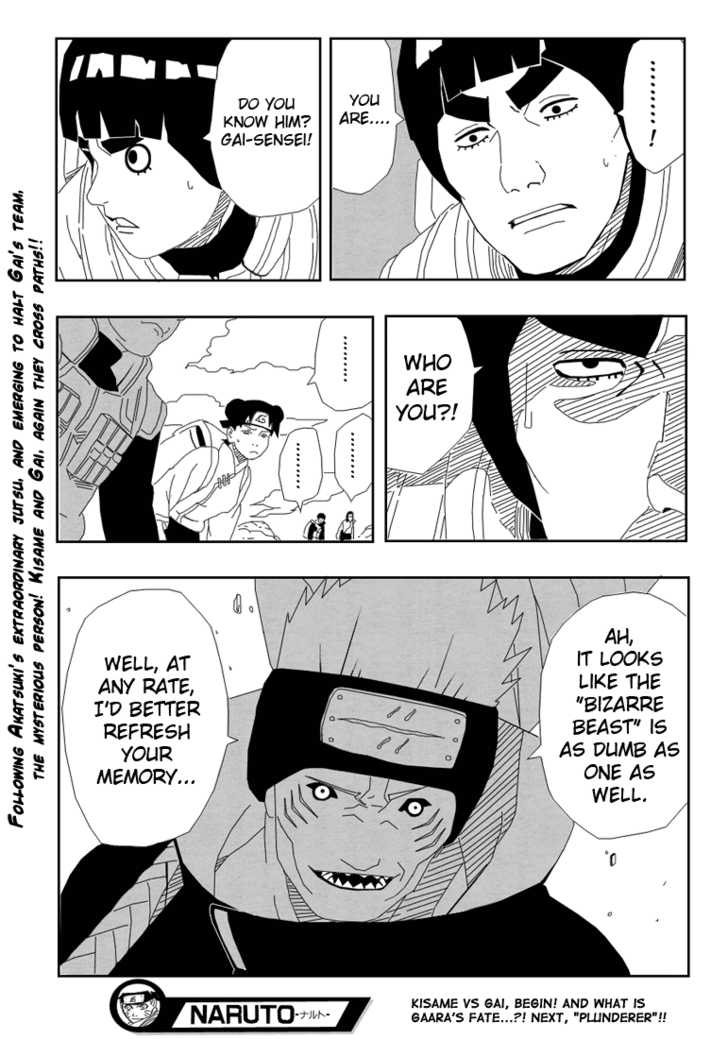 .......!
YOU
ARE....
DO YOU
KNOW HIM?
GAI-SENSEI!
WHO
ARE
YOU?!
..........
........
........
AH,
IT LOOKS
LIKE THE
"BIZARRE
BEAST" IS
AS DUMB AS
ONE AS
WELL.
WELL, AT
ANY RATE,
I'D BETTER
REFRESH
YOUR
MEMORY...
FOLLOWING AKATSUKI'S EXTRAORDINARY JUTSU, AND EMERGING TO HALT GAI'S TEAM,
THE MYSTERIOUS PERSON! KISAME AND GAI, AGAIN THEY CROSS PATHS!!
NARUTO -ナルト-
KISAME VS GAI, BEGIN! AND WHAT IS
GAARA'S FATE...?! NEXT, "PLUNDERER"!!